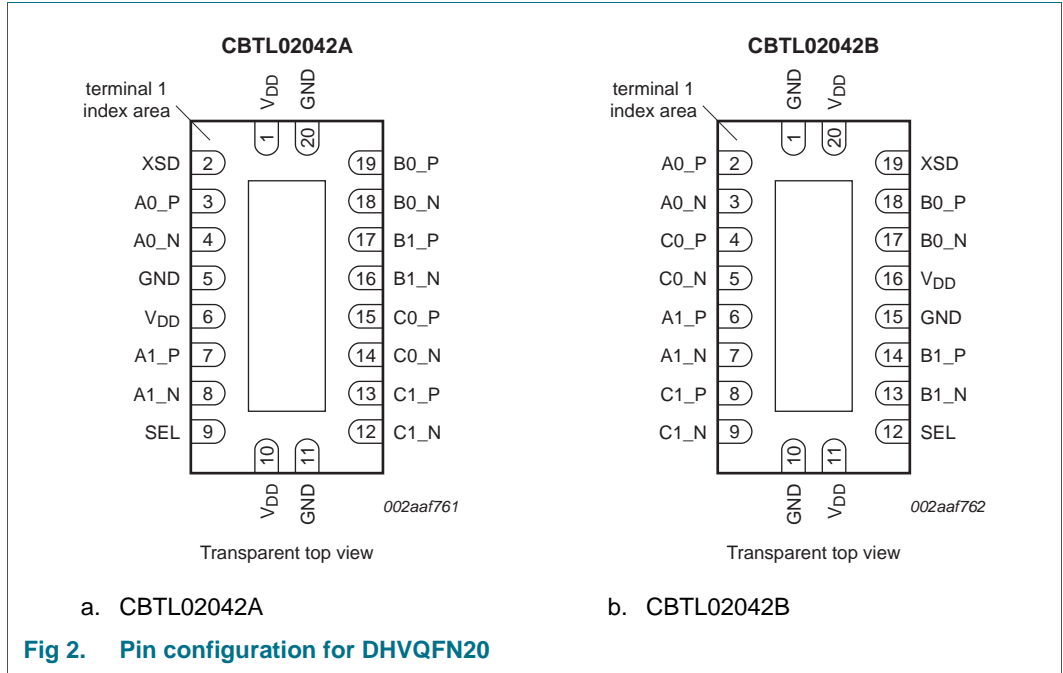 CBTL02042A
terminal 1
index area
VDD
GND
1
20
XSD 2
19 B0_P
A0_P 3
18 B0_N
A0_N 4
17 B1_P
GND 5
16 B1_N
VDD 6
15 C0_P
A1_P 7
14 C0_N
A1_N 8
13 C1_P
SEL 9
12 C1_N
10
11
VDD
GND
002aaf761
Transparent top view
a. CBTL02042A
CBTL02042B
terminal 1
index area
GND
VDD
1
20
A0_P 2
19 XSD
A0_N 3
18 B0_P
C0_P 4
17 B0_N
C0_N 5
16 VDD
A1_P 6
15 GND
A1_N 7
14 B1_P
C1_P 8
13 B1_N
C1_N 9
12 SEL
10
11
GND
VDD
002aaf762
Transparent top view
b. CBTL02042B
Fig 2. Pin configuration for DHVQFN20